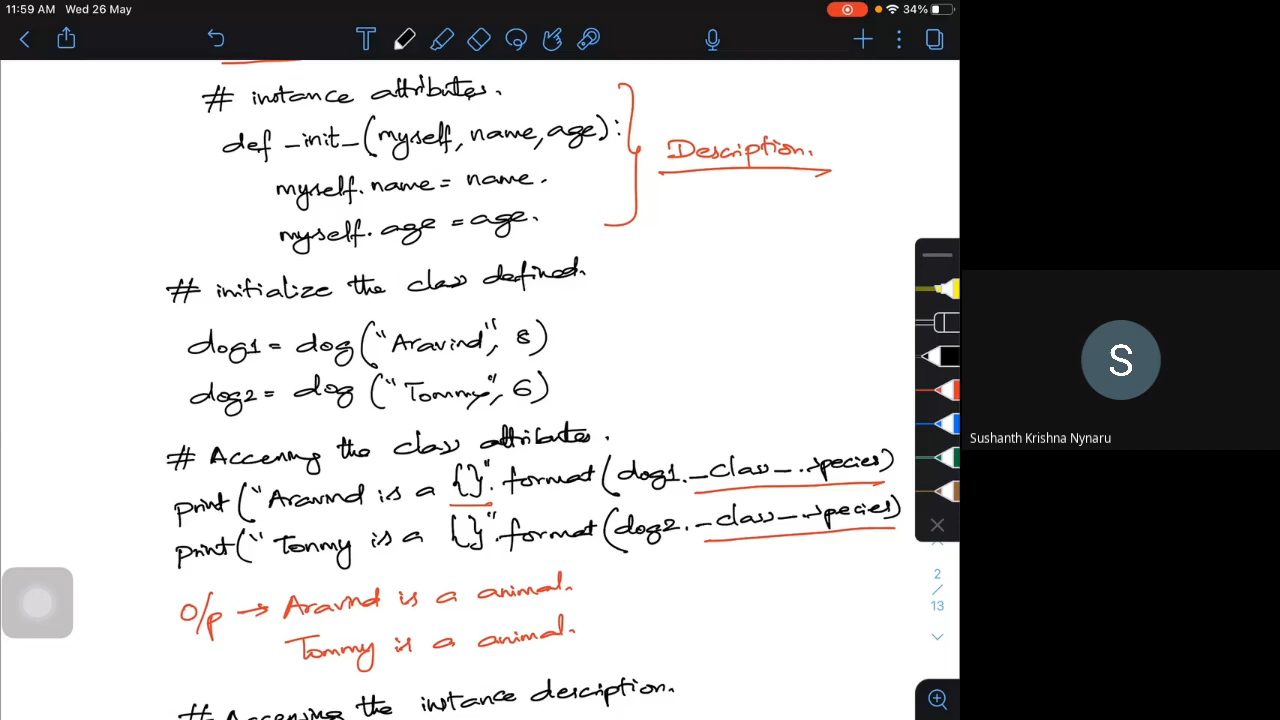 11:59 AM Wed 26 May
34%
# instance attributes.
def _init_(myself, name, age):
Description.
myself.name = name.
myself.age = age.
# initialize the class defined.
dog1 = dog("Aravind", 8)
dog2 = dog("Tommy", 6)
# Accessing the class attributes.
print("Aravind is a {}".format(dog1._class_.species)
print("Tommy is a {}".format(dog2._class_.species)
O/p → Aravind is a animal.
Tommy is a animal.
# Accessing the instance description.
2
/
13
S
Sushanth Krishna Nynaru